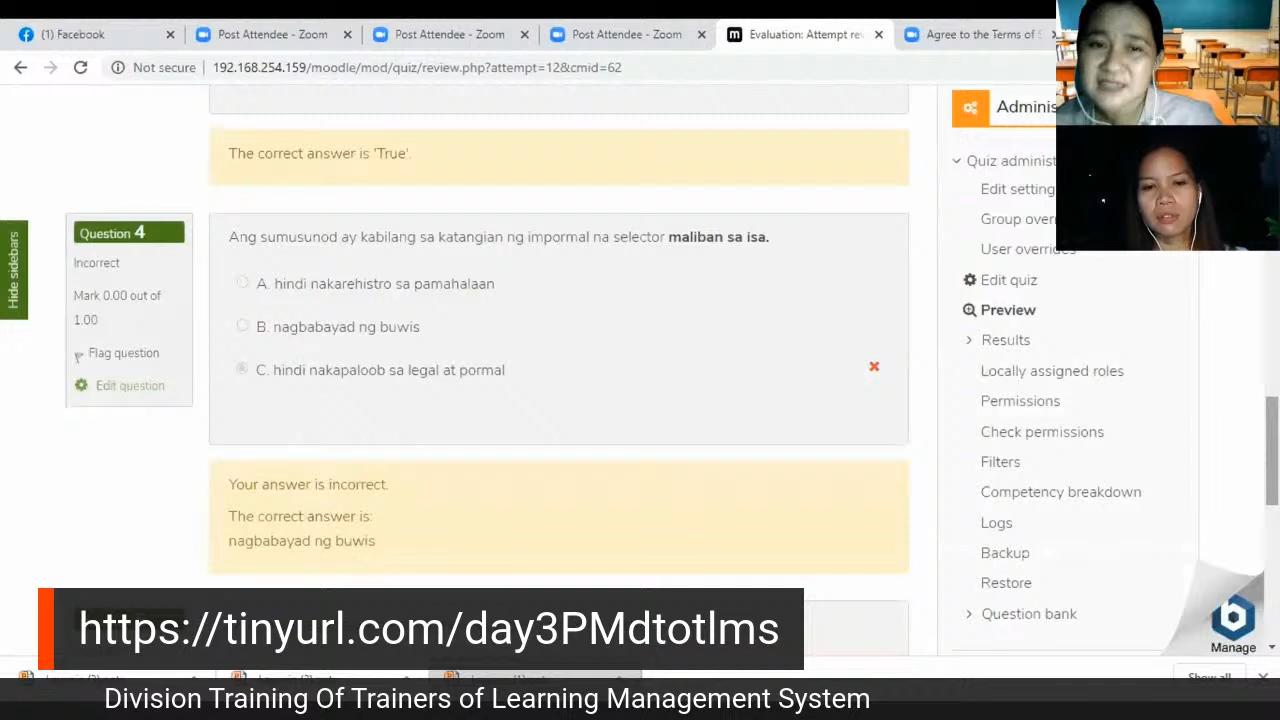 (1) Facebook
Post Attendee - Zoom
Post Attendee - Zoom
Post Attendee - Zoom
Evaluation: Attempt re
Agree to the Terms of
Not secure
192.168.254.159/moodle/mod/quiz/review.php?attempt=12&cmid=62
Hide sidebars
The correct answer is 'True'.
Question 4
Incorrect
Mark 0.00 out of
1.00
Flag question
Edit question
Ang sumusunod ay kabilang sa katangian ng impormal na selector maliban sa isa.
A. hindi nakarehistro sa pamahalaan
B. nagbabayad ng buwis
C. hindi nakapaloob sa legal at pormal
Your answer is incorrect.
The correct answer is:
nagbabayad ng buwis
Adminis
Quiz administ
Edit setting
Group over
User overrides
Edit quiz
Preview
Results
Locally assigned roles
Permissions
Check permissions
Filters
Competency breakdown
Logs
Backup
Restore
Question bank
Manage
https://tinyurl.com/day3PMdtotlms
Show all
Division Training Of Trainers of Learning Management System